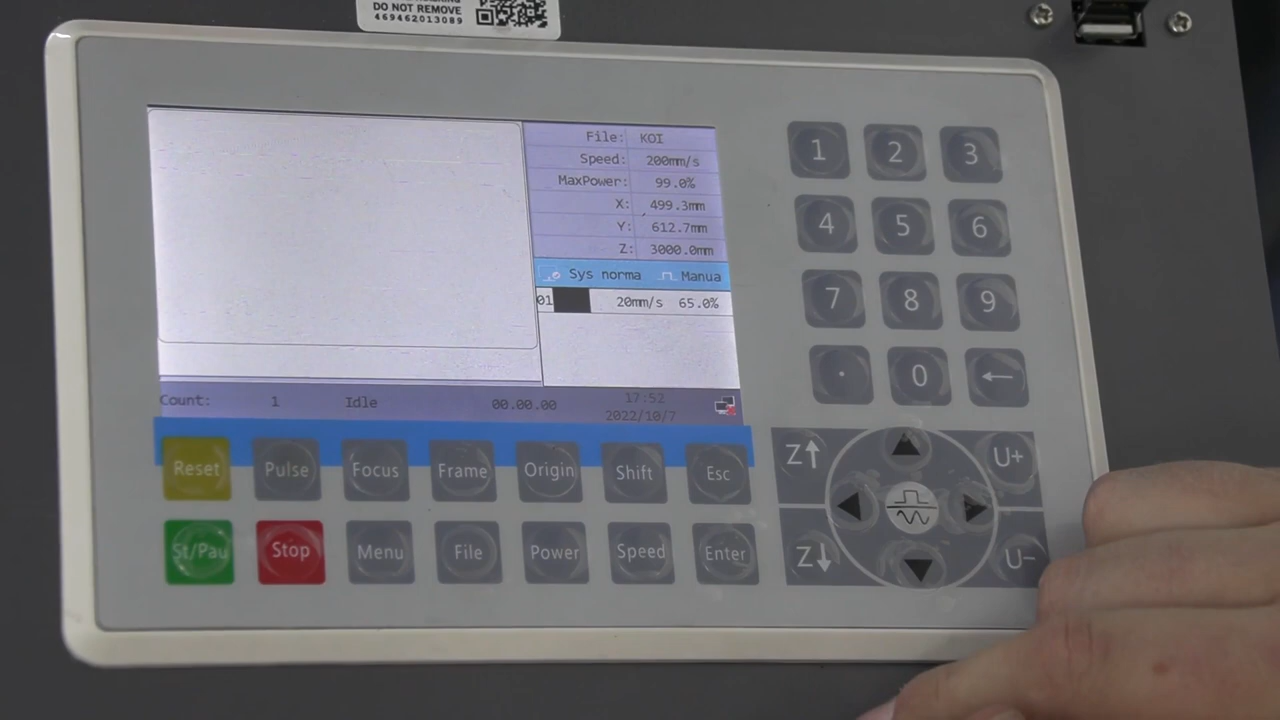 DO NOT REMOVE
469462013089
File: KOI
Speed: 200mm/s
MaxPower: 99.0%
X: 499.3mm
Y: 612.7mm
Z: 3000.0mm
Sys norma Manua
01 20mm/s 65.0%
Count: 1 Idle 00.00.00 17:52
2022/10/7
1 2 3
4 5 6
7 8 9
. 0 ←
Reset Pulse Focus Frame Origin Shift Esc
St/Pau Stop Menu File Power Speed Enter
Z↑ U+
Z↓ U−